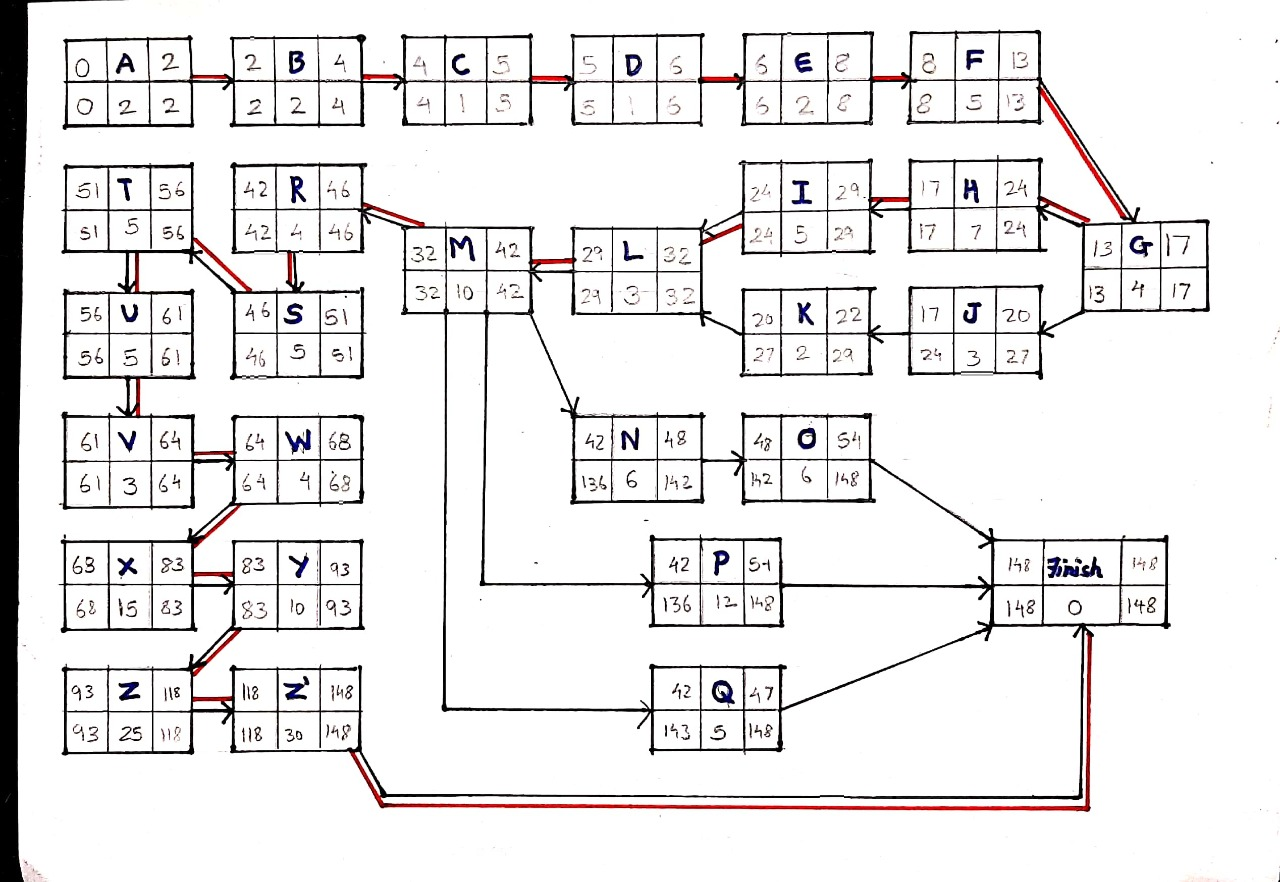 0 A 2
0 2 2
2 B 4
2 2 4
4 C 5
4 1 5
5 D 6
5 1 6
6 E 8
6 2 8
8 F 13
8 5 13
51 T 56
51 5 56
42 R 46
42 4 46
24 I 29
24 5 29
17 H 24
17 7 24
32 M 42
32 10 42
29 L 32
29 3 32
13 G 17
13 4 17
56 U 61
56 5 61
46 S 51
46 5 51
20 K 22
27 2 29
17 J 20
24 3 27
61 V 64
61 3 64
64 W 68
64 4 68
42 N 48
136 6 142
48 O 54
142 6 148
68 X 83
68 15 83
83 Y 93
83 10 93
42 P 54
136 12 148
148 Finish 148
148 0 148
93 Z 118
93 25 118
118 Z' 148
118 30 148
42 Q 47
143 5 148